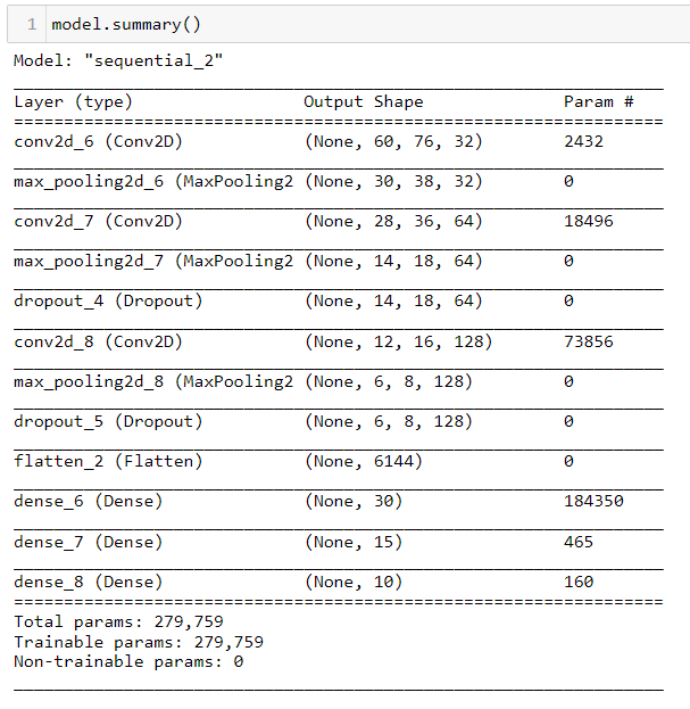 1 model.summary()
Model: "sequential_2"
Layer (type) Output Shape Param #
=================================================================
conv2d_6 (Conv2D) (None, 60, 76, 32) 2432
max_pooling2d_6 (MaxPooling2 (None, 30, 38, 32) 0
conv2d_7 (Conv2D) (None, 28, 36, 64) 18496
max_pooling2d_7 (MaxPooling2 (None, 14, 18, 64) 0
dropout_4 (Dropout) (None, 14, 18, 64) 0
conv2d_8 (Conv2D) (None, 12, 16, 128) 73856
max_pooling2d_8 (MaxPooling2 (None, 6, 8, 128) 0
dropout_5 (Dropout) (None, 6, 8, 128) 0
flatten_2 (Flatten) (None, 6144) 0
dense_6 (Dense) (None, 30) 184350
dense_7 (Dense) (None, 15) 465
dense_8 (Dense) (None, 10) 160
=================================================================
Total params: 279,759
Trainable params: 279,759
Non-trainable params: 0